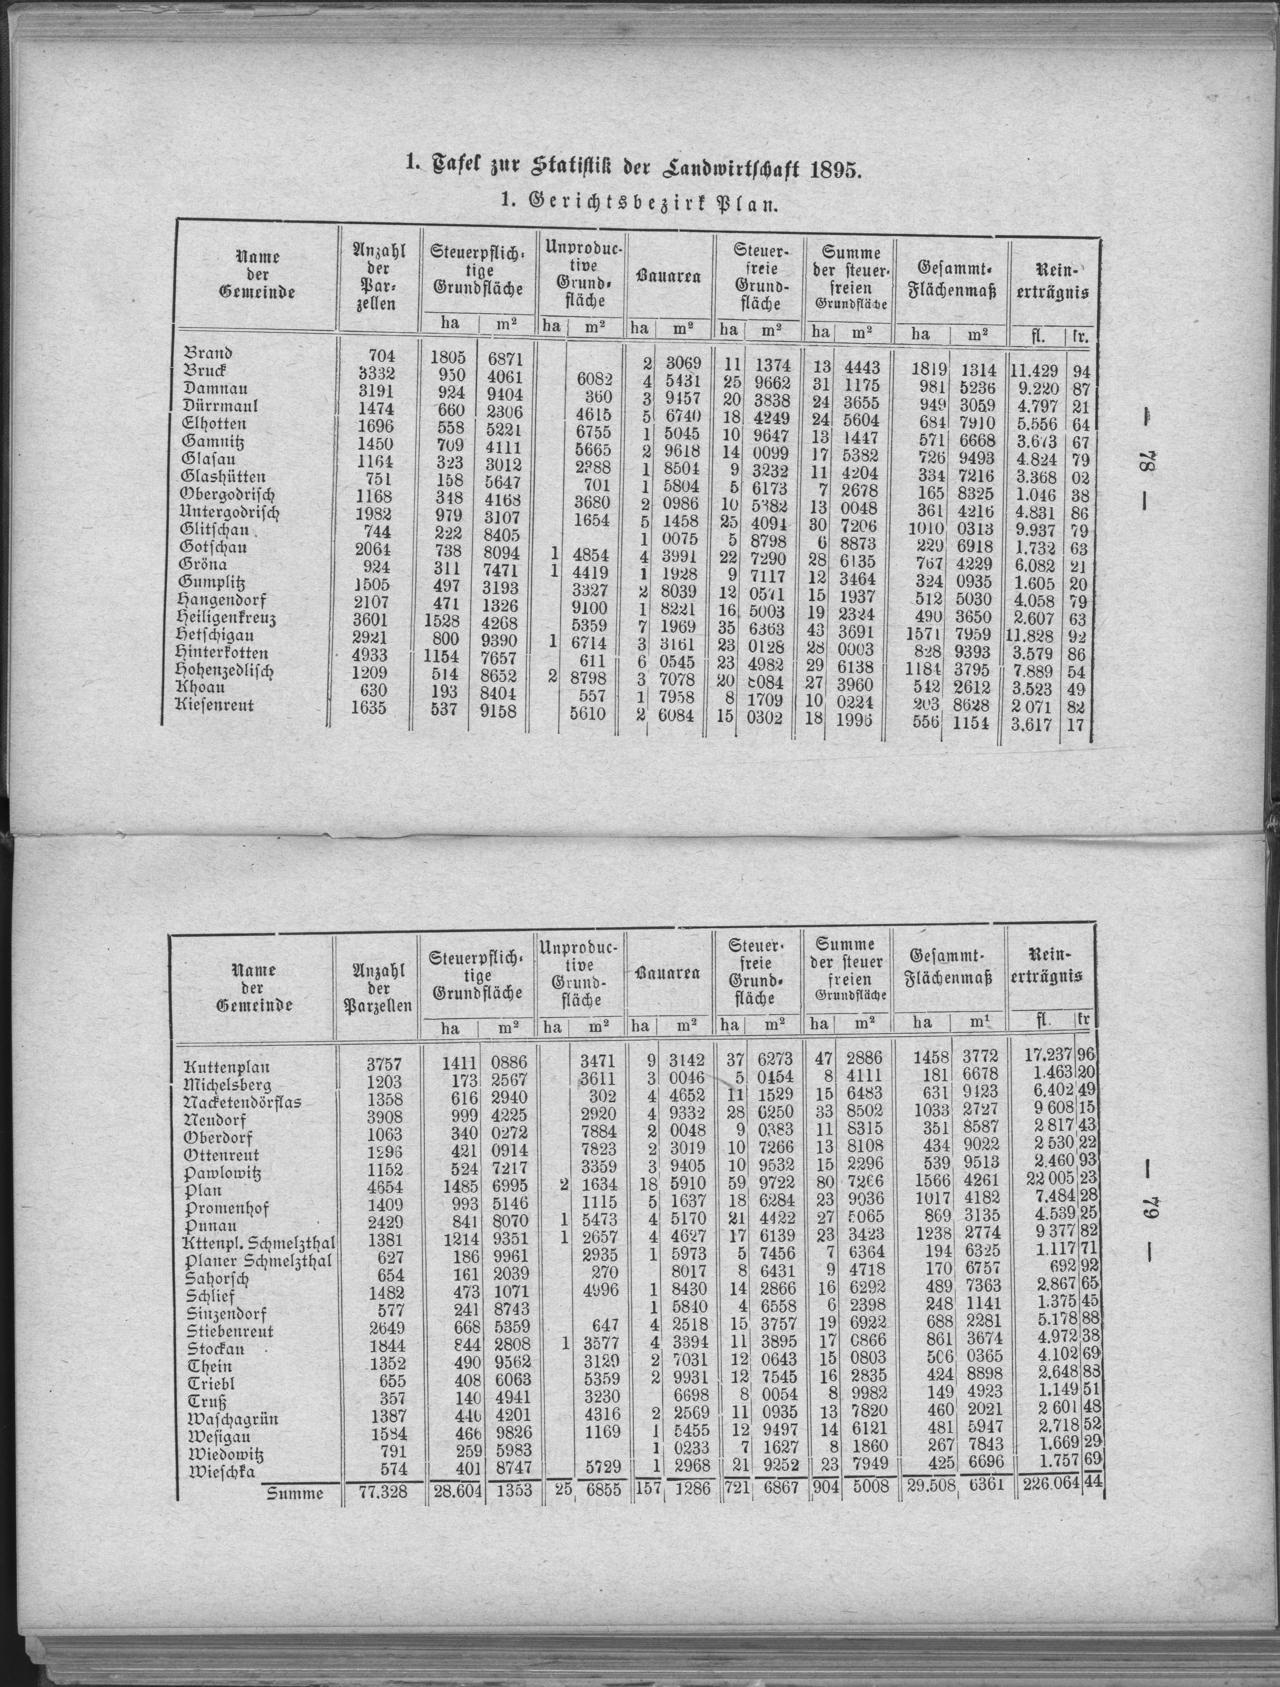 1. Tafel zur Statistik der Landwirtschaft 1895.
1. Gerichtsbezirk Plan.
Name der Gemeinde | Anzahl der Par-zellen | Steuerpflich-tige Grundfläche | Unproduc-tive Grund-fläche | Bauarea | Steuer-freie Grund-fläche | Summe der steuer-freien Grundfläche | Gesammt-Flächenmaß | Rein-erträgnis
ha m² ha m² ha m² ha m² ha m² ha m² fl. kr.
Brand 704 1805 6871 2 3069 11 1374 13 4443 1819 1314 11.429 94
Bruck 3332 950 4061 6082 4 5431 25 9662 31 1175 981 5236 9.220 87
Damnau 3191 924 9404 360 3 9457 20 3838 24 3655 949 3059 4.797 21
Dürrmaul 1474 660 2306 4615 5 6740 18 4249 24 5604 684 7910 5.556 64
Elhotten 1696 558 5221 6755 1 5045 10 9647 13 1447 571 6668 3.673 67
Gamnitz 1450 709 4111 5665 2 9618 14 0099 17 5382 726 9493 4.824 79
Glasau 1164 323 3012 2388 1 8504 9 3232 11 4204 334 7216 3.368 02
Glashütten 751 158 5647 701 1 5804 5 6173 7 2678 165 8325 1.046 38
Obergodrisch 1168 348 4168 3680 2 0986 10 5382 13 0048 361 4216 4.831 86
Untergodrisch 1982 979 3107 1654 5 1458 25 4094 30 7206 1010 0313 9.937 79
Glitschau 744 222 8405 1 0075 5 8798 6 8873 229 6918 1.732 63
Gotschau 2064 738 8094 1 4854 4 3991 22 7290 28 6135 767 4229 6.082 21
Gröna 924 311 7471 1 4419 1 1928 9 7117 12 3464 324 0935 1.605 20
Gumplitz 1505 497 3193 3327 2 8039 12 0571 15 1937 512 5030 4.058 79
Hangendorf 2107 471 1326 9100 1 8221 16 5003 19 2324 490 3650 2.607 63
Heiligenkreuz 3601 1528 4268 5359 7 1969 35 6363 43 3691 1571 7959 11.828 92
Hetschigau 2921 800 9390 1 6714 3 3161 23 0128 28 0003 828 9393 3.579 86
Hinterkotten 4933 1154 7657 611 6 0545 23 4982 29 6138 1184 3795 7.889 54
Hohenzedlisch 1209 514 8652 2 8798 3 7078 20 8084 27 3960 542 2612 3.523 49
Khoau 630 193 8404 557 1 7958 8 1709 10 0224 203 8628 2 071 82
Kiesenreut 1635 537 9158 5610 2 6084 15 0302 18 1996 556 1154 3.617 17
— 78 —
Name der Gemeinde | Anzahl der Parzellen | Steuerpflich-tige Grundfläche | Unproduc-tive Grund-fläche | Bauarea | Steuer-freie Grund-fläche | Summe der steuer freien Grundfläche | Gesammt-Flächenmaß | Rein-erträgnis
ha m² ha m² ha m² ha m² ha m² ha m¹ fl. kr
Kuttenplan 3757 1411 0886 3471 9 3142 37 6273 47 2886 1458 3772 17.237 96
Michelsberg 1203 173 2567 3611 3 0046 5 0454 8 4111 181 6678 1.463 20
Nacketendörflas 1358 616 2940 302 4 4652 11 1529 15 6483 631 9423 6.402 49
Neudorf 3908 999 4225 2920 4 9332 28 6250 33 8502 1033 2727 9 608 15
Oberdorf 1063 340 0272 7884 2 0048 9 0383 11 8315 351 8587 2 817 43
Ottenreut 1296 421 0914 7823 2 3019 10 7266 13 8108 434 9022 2 530 22
Pawlowitz 1152 524 7217 3359 3 9405 10 9532 15 2296 539 9513 2.460 93
Plan 4654 1485 6995 2 1634 18 5910 59 9722 80 7266 1566 4261 22 005 23
Promenhof 1409 993 5146 1115 5 1637 18 6284 23 9036 1017 4182 7.484 28
Punau 2429 841 8070 1 5473 4 5170 21 4422 27 5065 869 3135 4.539 25
Kttenpl. Schmelzthal 1381 1214 9351 1 2657 4 4627 17 6139 23 3423 1238 2774 9 377 82
Planer Schmelzthal 627 186 9961 2935 1 5973 5 7456 7 6364 194 6325 1.117 71
Sahorsch 654 161 2039 270 8017 8 6431 9 4718 170 6757 692 92
Schlief 1482 473 1071 4996 1 8430 14 2866 16 6292 489 7363 2.867 65
Sinzendorf 577 241 8743 1 5840 4 6558 6 2398 248 1141 1.375 45
Stiebenreut 2649 668 5359 647 4 2518 15 3757 19 6922 688 2281 5.178 88
Stockau 1844 844 2808 1 3577 4 3394 11 3895 17 0866 861 3674 4.972 38
Thein 1352 490 9562 3129 2 7031 12 0643 15 0803 506 0365 4.102 69
Triebl 655 408 6063 5359 2 9931 12 7545 16 2835 424 8898 2.648 88
Truß 357 140 4941 3230 6698 8 0054 8 9982 149 4923 1.149 51
Waschagrün 1387 446 4201 4316 2 2569 11 0935 13 7820 460 2021 2 601 48
Wesigau 1584 466 9826 1169 1 5455 12 9497 14 6121 481 5947 2.718 52
Wiedowitz 791 259 5983 1 0233 7 1627 8 1860 267 7843 1.669 29
Wieschka 574 401 8747 5729 1 2968 21 9252 23 7949 425 6696 1.757 69
Summe 77.328 28.604 1353 25 6855 157 1286 721 6867 904 5008 29.508 6361 226.064 44
— 79 —